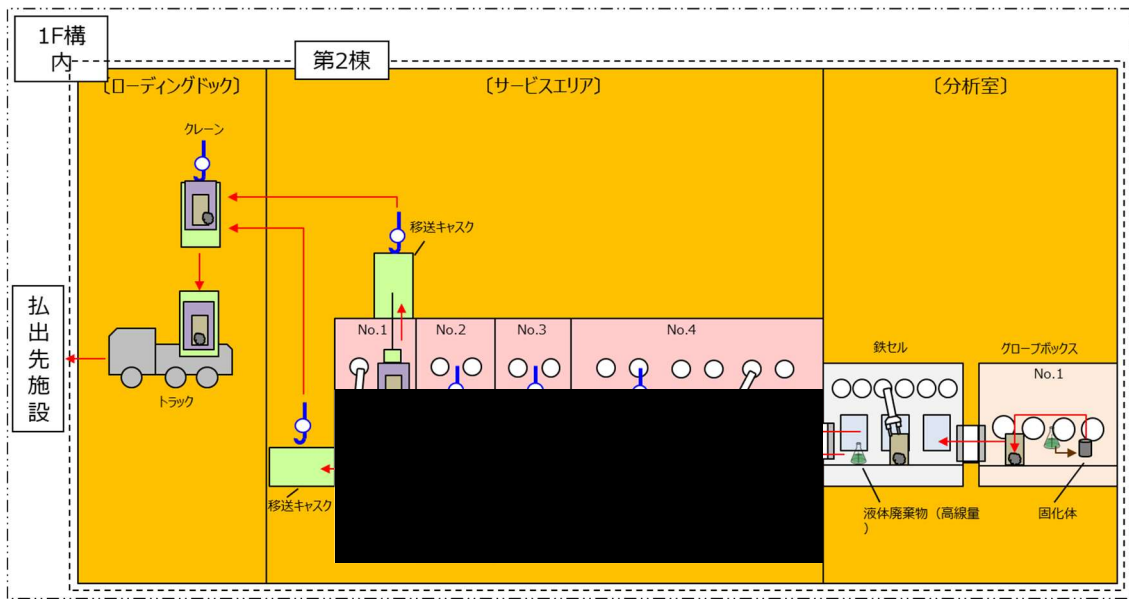 1F構
内
第2棟
〔ローディングドック〕
〔サービスエリア〕
〔分析室〕
クレーン
移送キャスク
No.1
No.2
No.3
No.4
鉄セル
グローブボックス
No.1
払
出
先
施
設
トラック
移送キャスク
液体廃棄物（高線量
）
固化体